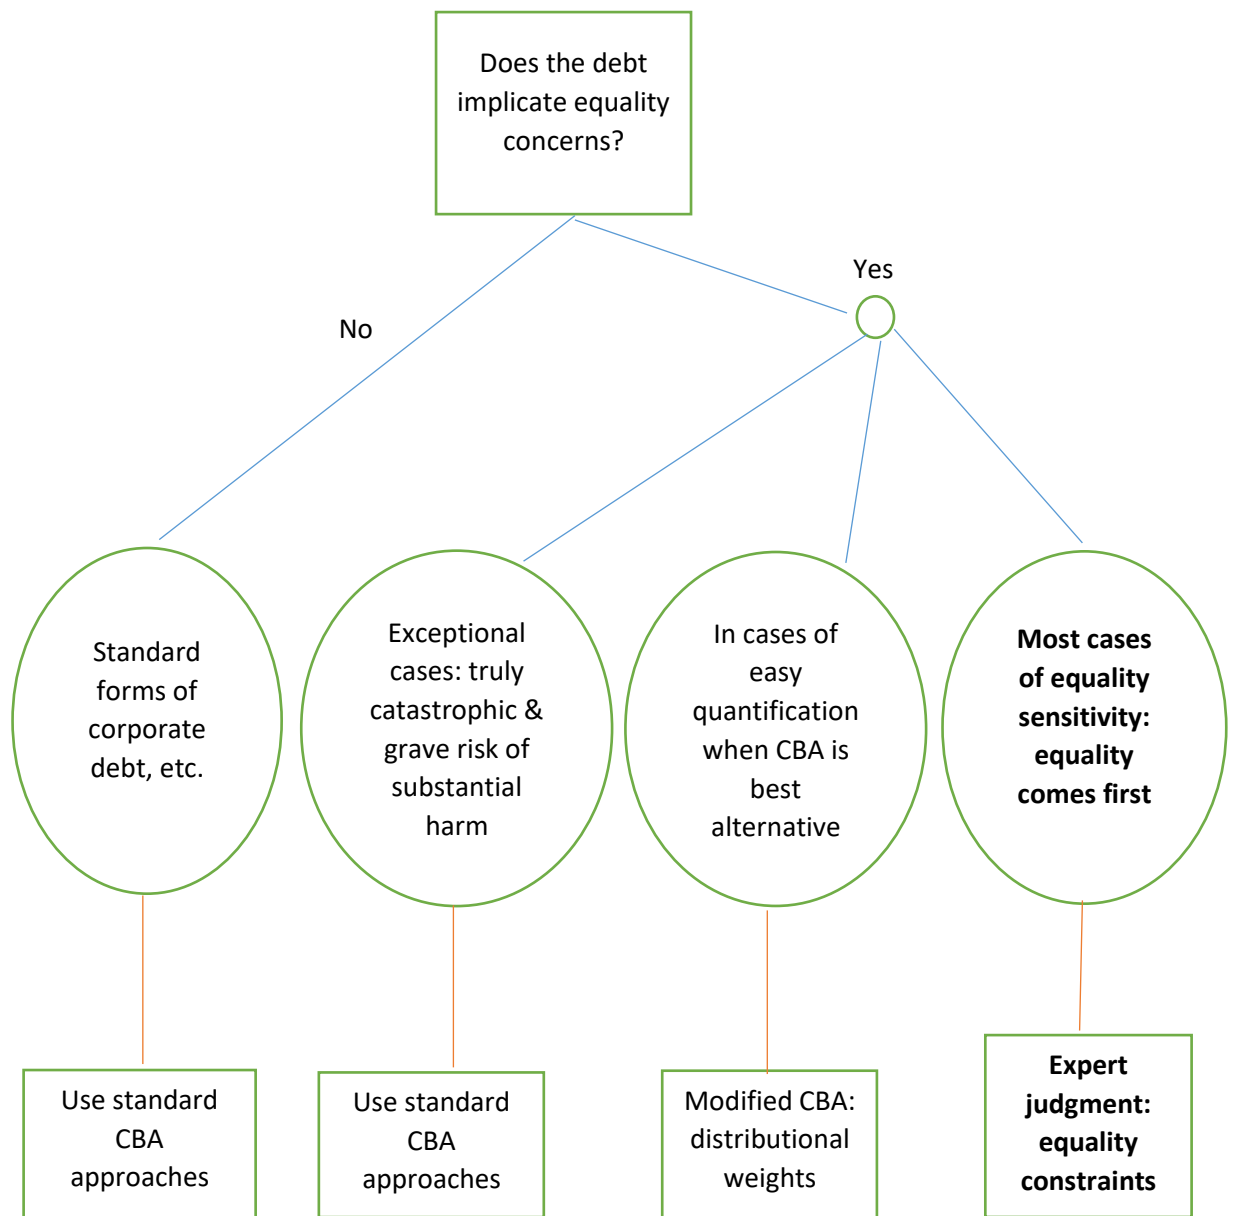 Does the debt
implicate equality
concerns?
Yes
No
Standard
forms of
corporate
debt, etc.
Exceptional
cases: truly
catastrophic &
grave risk of
substantial
harm
In cases of
easy
quantification
when CBA is
best
alternative
Most cases
of equality
sensitivity:
equality
comes first
Use standard
CBA
approaches
Use standard
CBA
approaches
Modified CBA:
distributional
weights
Expert
judgment:
equality
constraints